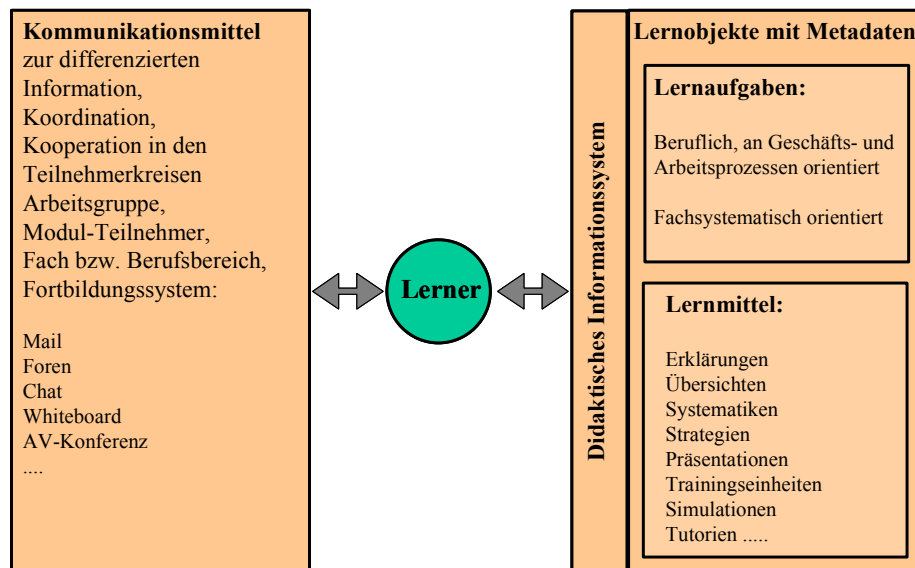 Kommunikationsmittel
zur differenzierten
Information,
Koordination,
Kooperation in den
Teilnehmerkreisen
Arbeitsgruppe,
Modul-Teilnehmer,
Fach bzw. Berufsbereich,
Fortbildungssystem:
Mail
Foren
Chat
Whiteboard
AV-Konferenz
....
Lerner
Didaktisches Informationssystem
Lernobjekte mit Metadaten
Lernaufgaben:
Beruflich, an Geschäfts- und
Arbeitsprozessen orientiert
Fachsystematisch orientiert
Lernmittel:
Erklärungen
Übersichten
Systematiken
Strategien
Präsentationen
Trainingseinheiten
Simulationen
Tutorien .....